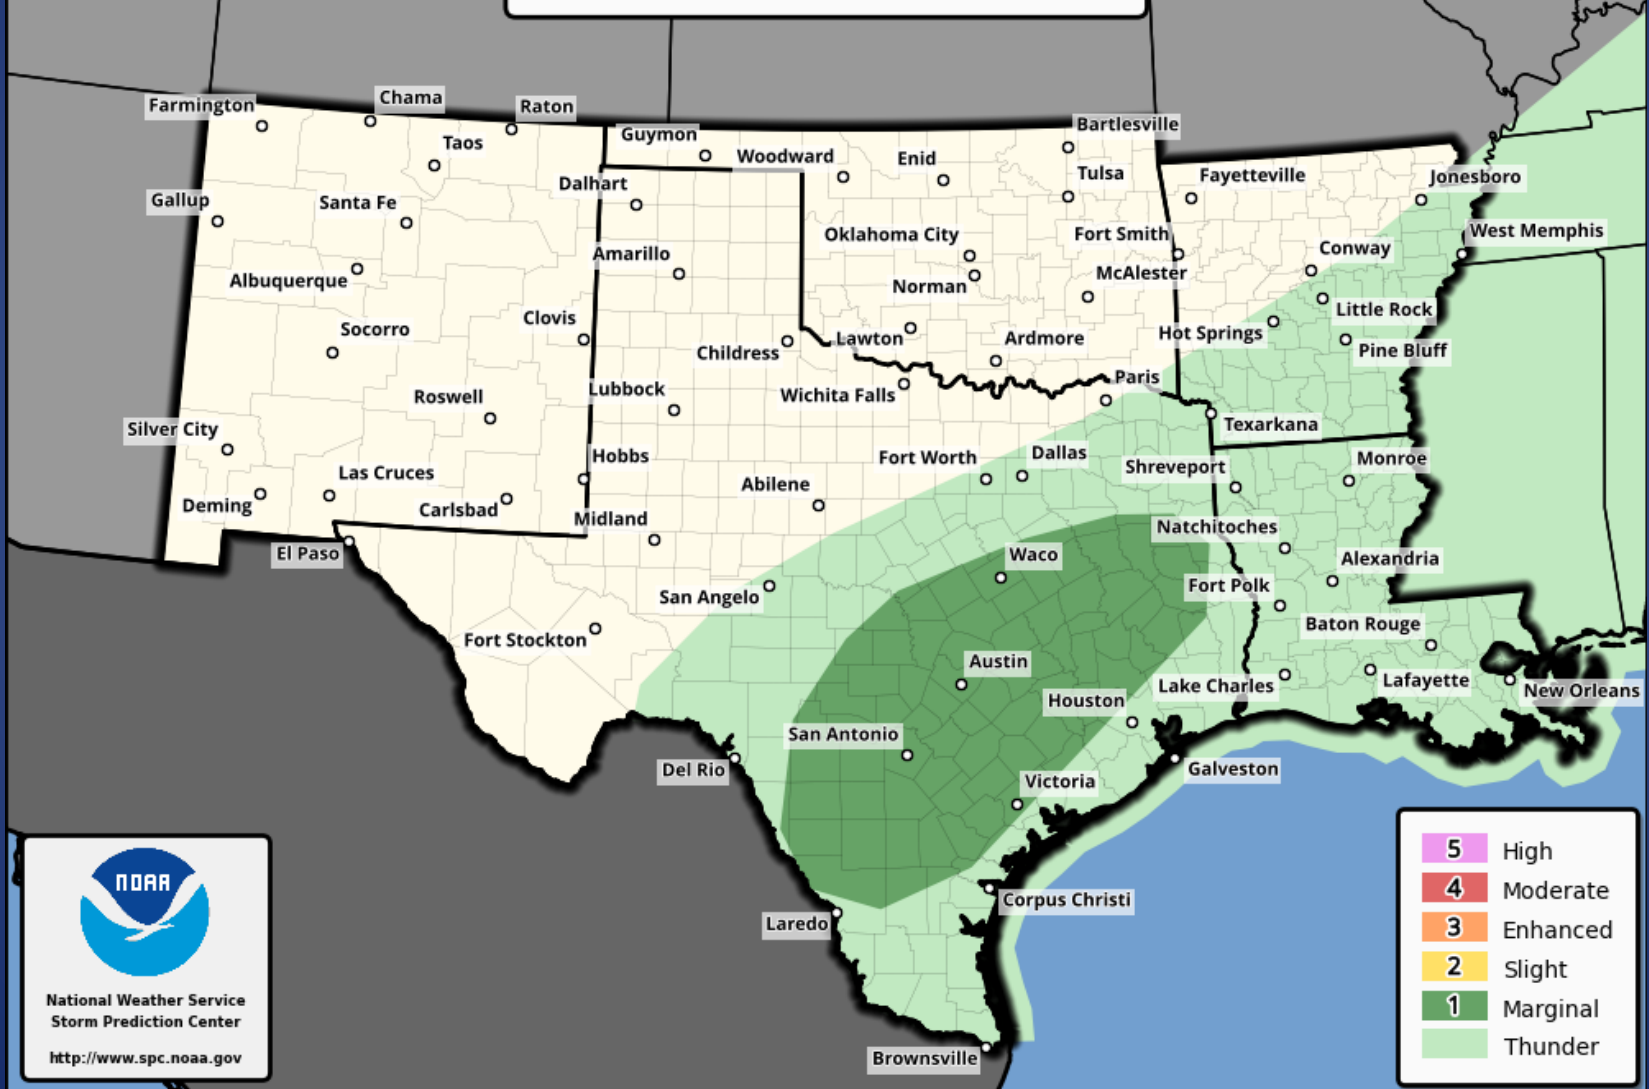 Farmington
Chama
Raton
Guymon
Bartlesville
Taos
Woodward
Enid
Tulsa
Fayetteville
Jonesboro
Dalhart
Gallup
Santa Fe
Oklahoma City
Fort Smith
West Memphis
Amarillo
Conway
Albuquerque
Norman
McAlester
Clovis
Little Rock
Socorro
Lawton
Ardmore
Hot Springs
Childress
Pine Bluff
Paris
Lubbock
Wichita Falls
Roswell
Silver City
Texarkana
Hobbs
Fort Worth
Dallas
Shreveport
Monroe
Las Cruces
Abilene
Deming
Carlsbad
Midland
Natchitoches
El Paso
Waco
Alexandria
San Angelo
Fort Polk
Fort Stockton
Baton Rouge
Austin
Lake Charles
Lafayette
New Orleans
Houston
San Antonio
Del Rio
Galveston
Victoria
Corpus Christi
Laredo
Brownsville
NOAA
National Weather Service
Storm Prediction Center
http://www.spc.noaa.gov
5 High
4 Moderate
3 Enhanced
2 Slight
1 Marginal
Thunder